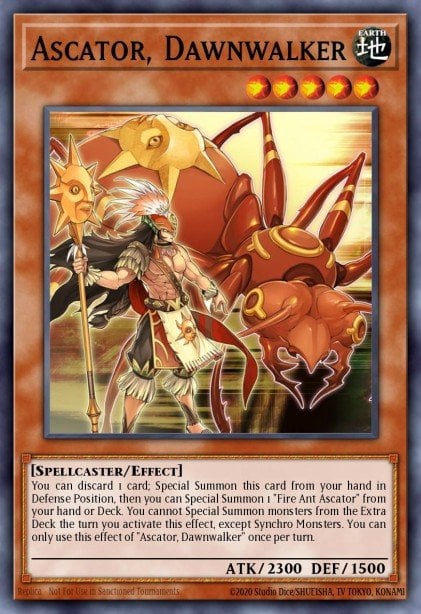 Ascator, Dawnwalker
EARTH
地
[Spellcaster/Effect]
You can discard 1 card; Special Summon this card from your hand in
Defense Position, then you can Special Summon 1 "Fire Ant Ascator" from
your hand or Deck. You cannot Special Summon monsters from the Extra
Deck the turn you activate this effect, except Synchro Monsters. You can
only use this effect of "Ascator, Dawnwalker" once per turn.
ATK/2300 DEF/1500
Replica - Not For Use in Sanctioned Tournaments
©2020 Studio Dice/SHUEISHA, TV TOKYO, KONAMI